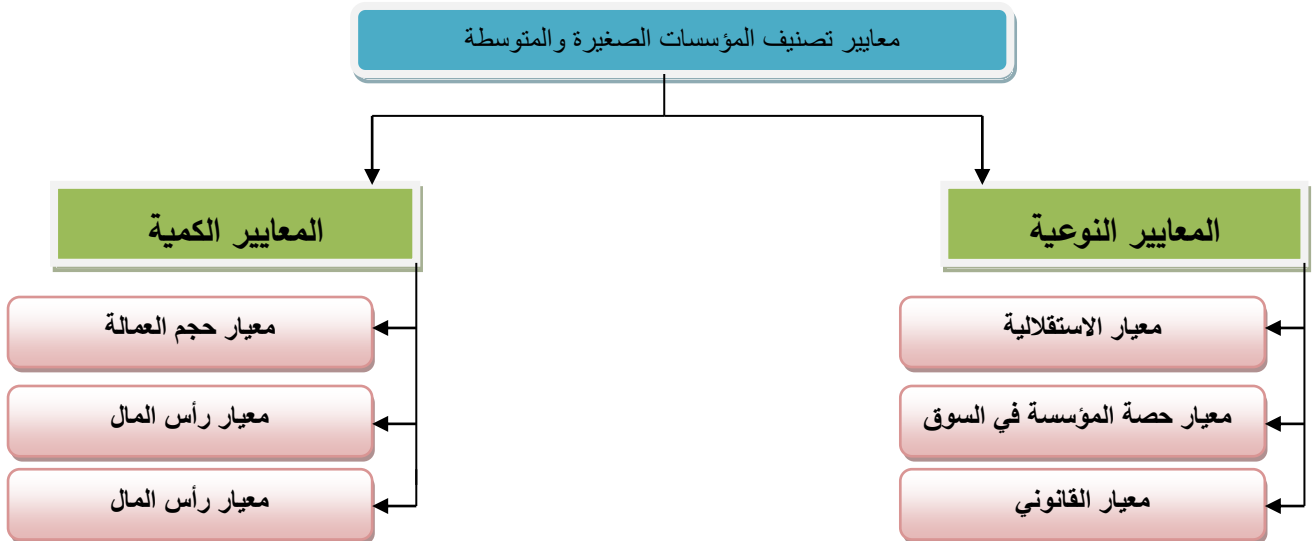 معايير تصنيف المؤسسات الصغيرة والمتوسطة
المعايير النوعية
المعايير الكمية
معيار الاستقلالية
معيار حصة المؤسسة في السوق
معيار القانوني
معيار حجم العمالة
معيار رأس المال
معيار رأس المال